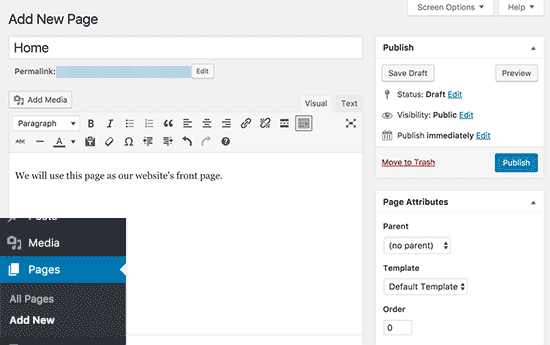 Add New Page
Screen Options
Help
Home
Permalink:
Edit
Add Media
Visual
Text
Paragraph
B I
ABC
A
We will use this page as our website's front page.
Posts
Media
Pages
All Pages
Add New
Publish
Save Draft
Preview
Status: Draft Edit
Visibility: Public Edit
Publish immediately Edit
Move to Trash
Publish
Page Attributes
Parent
(no parent)
Template
Default Template
Order
0